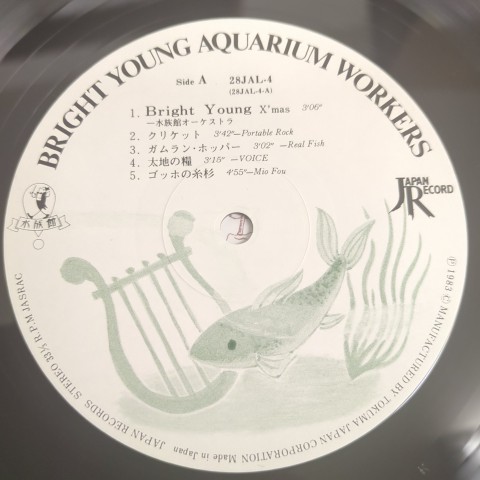 BRIGHT YOUNG AQUARIUM WORKERS
Side A 28JAL-4
(28JAL-4-A)
1. Bright Young X'mas 3'06"
—水族館オーケストラ
2. クリケット 3'42"—Portable Rock
3. ガムラン・ホッパー 3'02"—Real Fish
4. 太地の糧 3'15"—VOICE
5. ゴッホの糸杉 4'55"—Mio Fou
水族館
JAPAN RECORD
STEREO 33⅓ R.P.M JASRAC
JAPAN RECORDS
Made in Japan
℗ 1983 © MANUFACTURED BY TOKUMA JAPAN CORPORATION